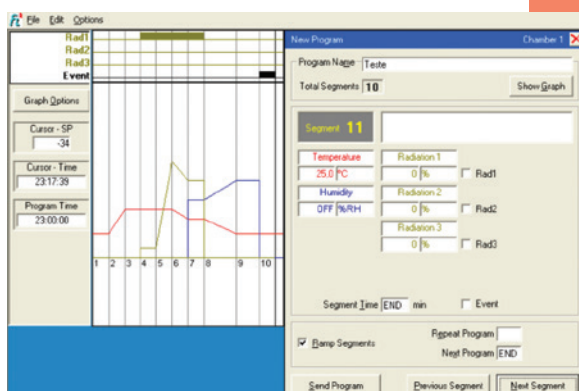 File Edit Options
Rad1
Rad2
Rad3
Event
Graph Options
Cursor - SP
-34
Cursor - Time
23:17:39
Program Time
23:00:00
1 2 3 4 5 6 7 8 9 10
New Program Chamber 1
Program Name Teste
Total Segments 10 Show Graph
Segment 11
Temperature Radiation 1
25.0 °C 0 % Rad1
Humidity Radiation 2
OFF %RH 0 % Rad2
Radiation 3
0 % Rad3
Segment Time END min Event
Ramp Segments
Repeat Program
Next Program END
Send Program Previous Segment Next Segment